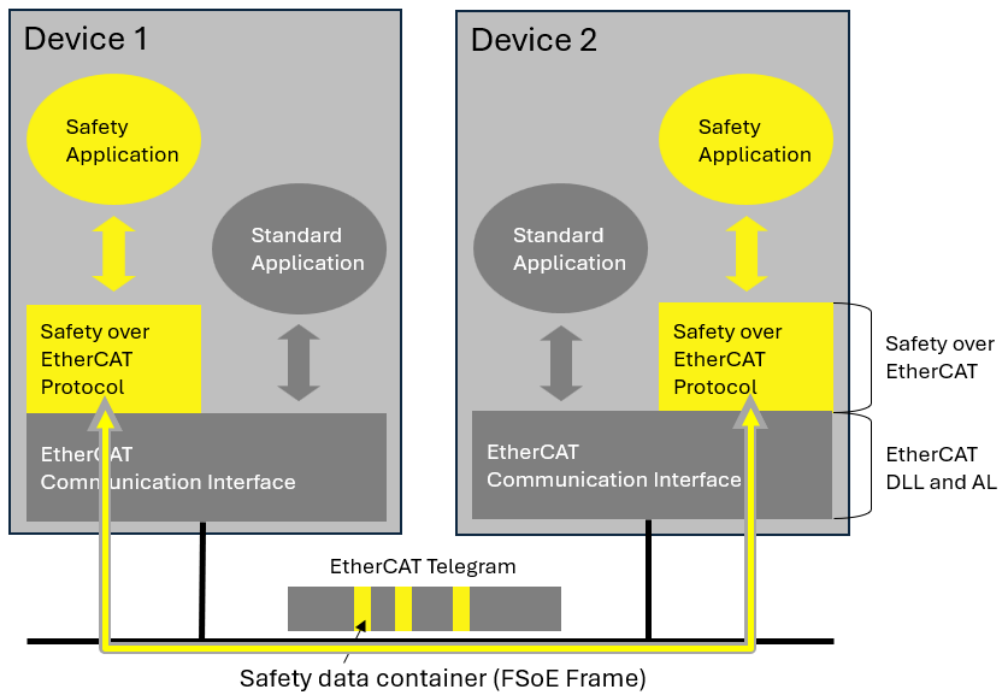 Device 1
Safety
Application
Standard
Application
Safety over
EtherCAT
Protocol
EtherCAT
Communication Interface
Device 2
Safety
Application
Standard
Application
Safety over
EtherCAT
Protocol
EtherCAT
Communication Interface
Safety over
EtherCAT
EtherCAT
DLL and AL
EtherCAT Telegram
Safety data container (FSoE Frame)